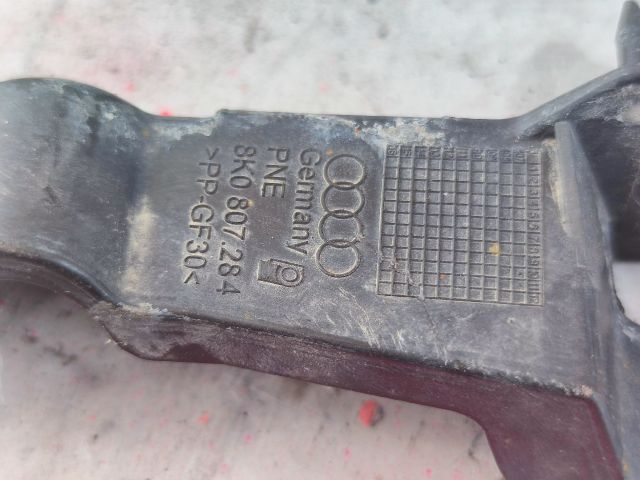 Germany
PNE
8K0 807.284
>PP-GF30<